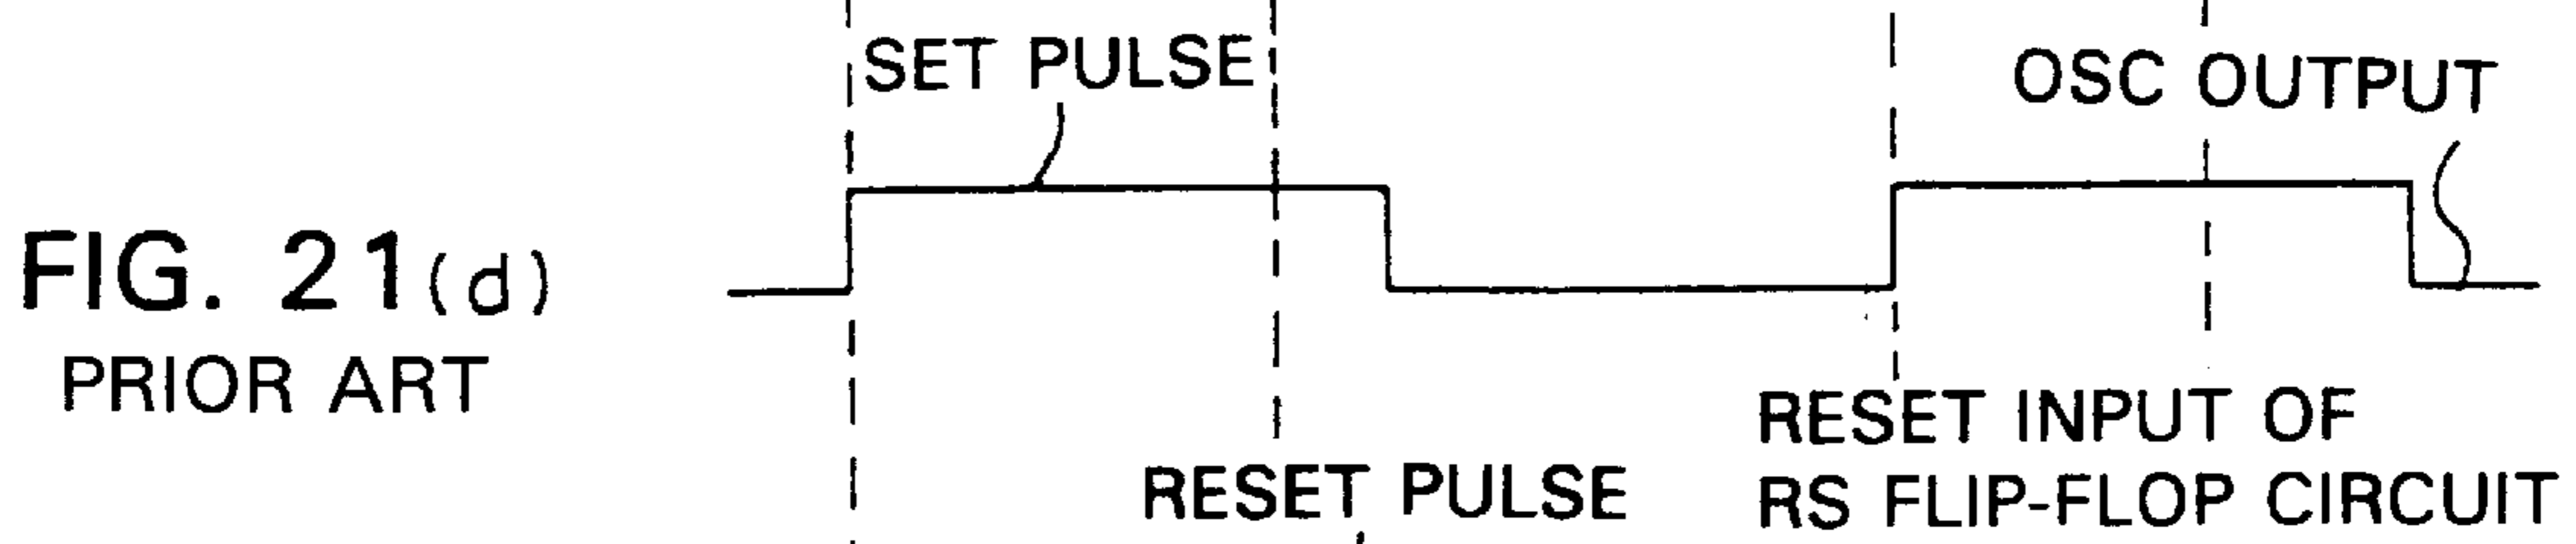 SET PULSE
OSC OUTPUT
FIG. 21(d)
PRIOR ART
RESET PULSE
RESET INPUT OF
RS FLIP-FLOP CIRCUIT